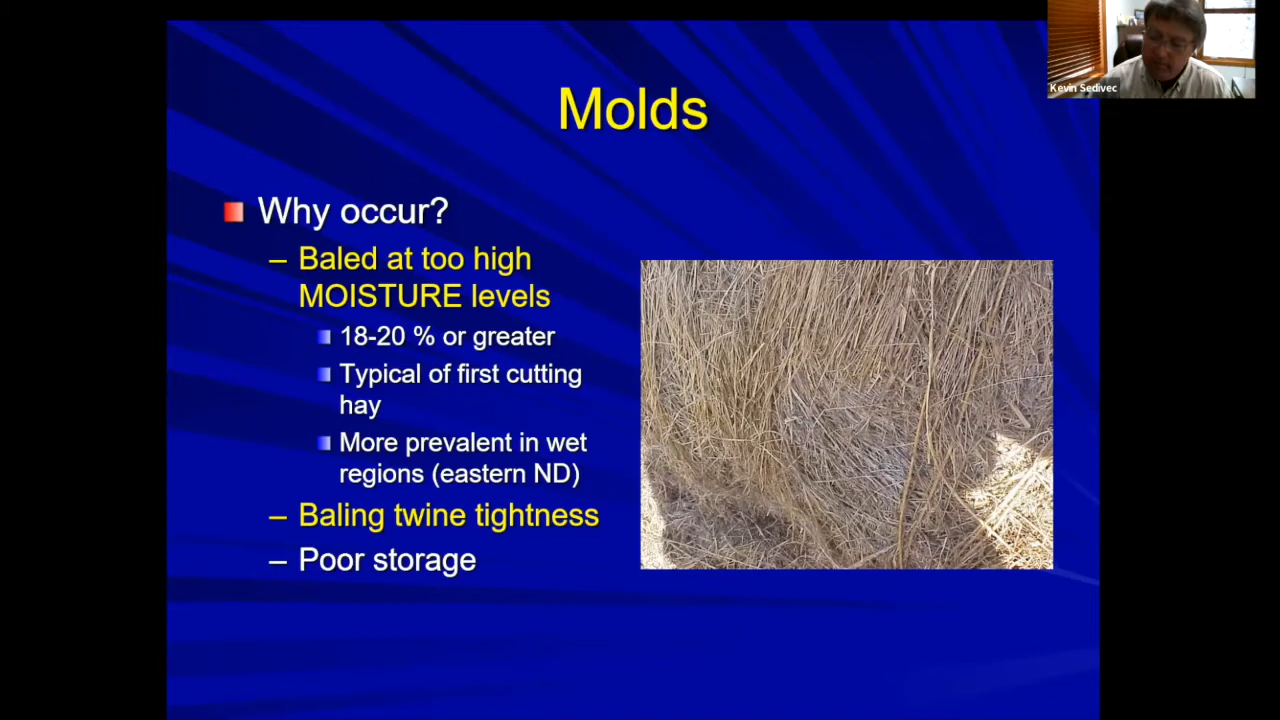 Kevin Sedivec
Molds
Why occur?
– Baled at too high
MOISTURE levels
18-20 % or greater
Typical of first cutting
hay
More prevalent in wet
regions (eastern ND)
– Baling twine tightness
– Poor storage